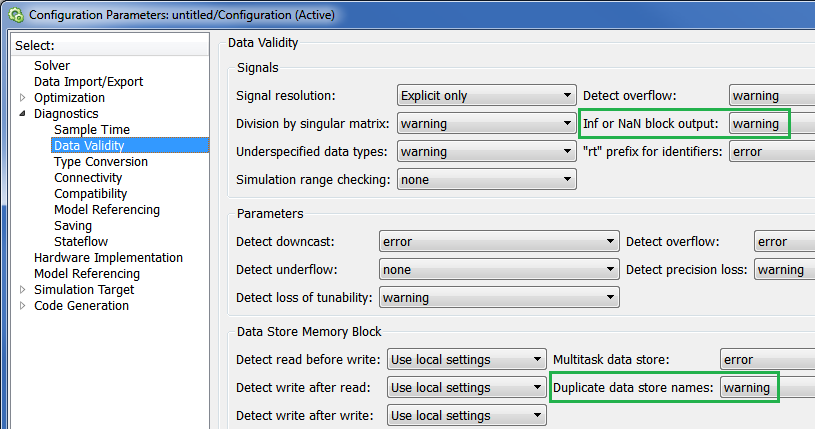 Configuration Parameters: untitled/Configuration (Active)
Select:
Solver
Data Import/Export
Optimization
Diagnostics
Sample Time
Data Validity
Type Conversion
Connectivity
Compatibility
Model Referencing
Saving
Stateflow
Hardware Implementation
Model Referencing
Simulation Target
Code Generation
Data Validity
Signals
Signal resolution: Explicit only Detect overflow: warning
Division by singular matrix: warning Inf or NaN block output: warning
Underspecified data types: warning "rt" prefix for identifiers: error
Simulation range checking: none
Parameters
Detect downcast: error Detect overflow: error
Detect underflow: none Detect precision loss: warning
Detect loss of tunability: warning
Data Store Memory Block
Detect read before write: Use local settings Multitask data store: error
Detect write after read: Use local settings Duplicate data store names: warning
Detect write after write: Use local settings